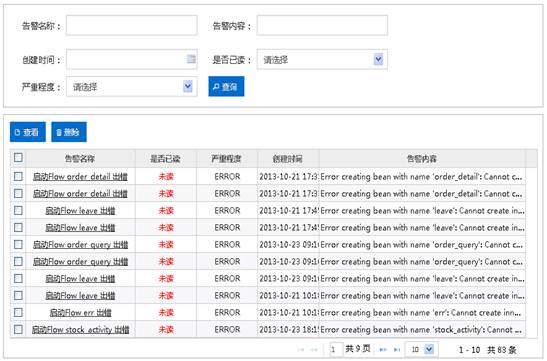 告警名称： 告警内容：
创建时间： 是否已读： 请选择
严重程度： 请选择 查询
查看 删除
告警名称 是否已读 严重程度 创建时间 告警内容
启动Flow order_detail 出错 未读 ERROR 2013-10-21 17:3 Error creating bean with name 'order_detail': Cannot c...
启动Flow order_detail 出错 未读 ERROR 2013-10-21 17:3 Error creating bean with name 'order_detail': Cannot c...
启动Flow leave 出错 未读 ERROR 2013-10-21 17:4 Error creating bean with name 'leave': Cannot create in...
启动Flow leave 出错 未读 ERROR 2013-10-21 17:4 Error creating bean with name 'leave': Cannot create in...
启动Flow order_query 出错 未读 ERROR 2013-10-23 09:1 Error creating bean with name 'order_query': Cannot c...
启动Flow order_detail 出错 未读 ERROR 2013-10-23 09:1 Error creating bean with name 'order_detail': Cannot c...
启动Flow leave 出错 未读 ERROR 2013-10-23 09:1 Error creating bean with name 'leave': Cannot create in...
启动Flow leave 出错 未读 ERROR 2013-10-21 10:1 Error creating bean with name 'leave': Cannot create in...
启动Flow err 出错 未读 ERROR 2013-10-21 10:1 Error creating bean with name 'err': Cannot create inn...
启动Flow stock_activity 出错 未读 ERROR 2013-10-23 18:1 Error creating bean with name 'stock_activity': Cannot c...
1 共 9 页 10 1 - 10 共 83 条